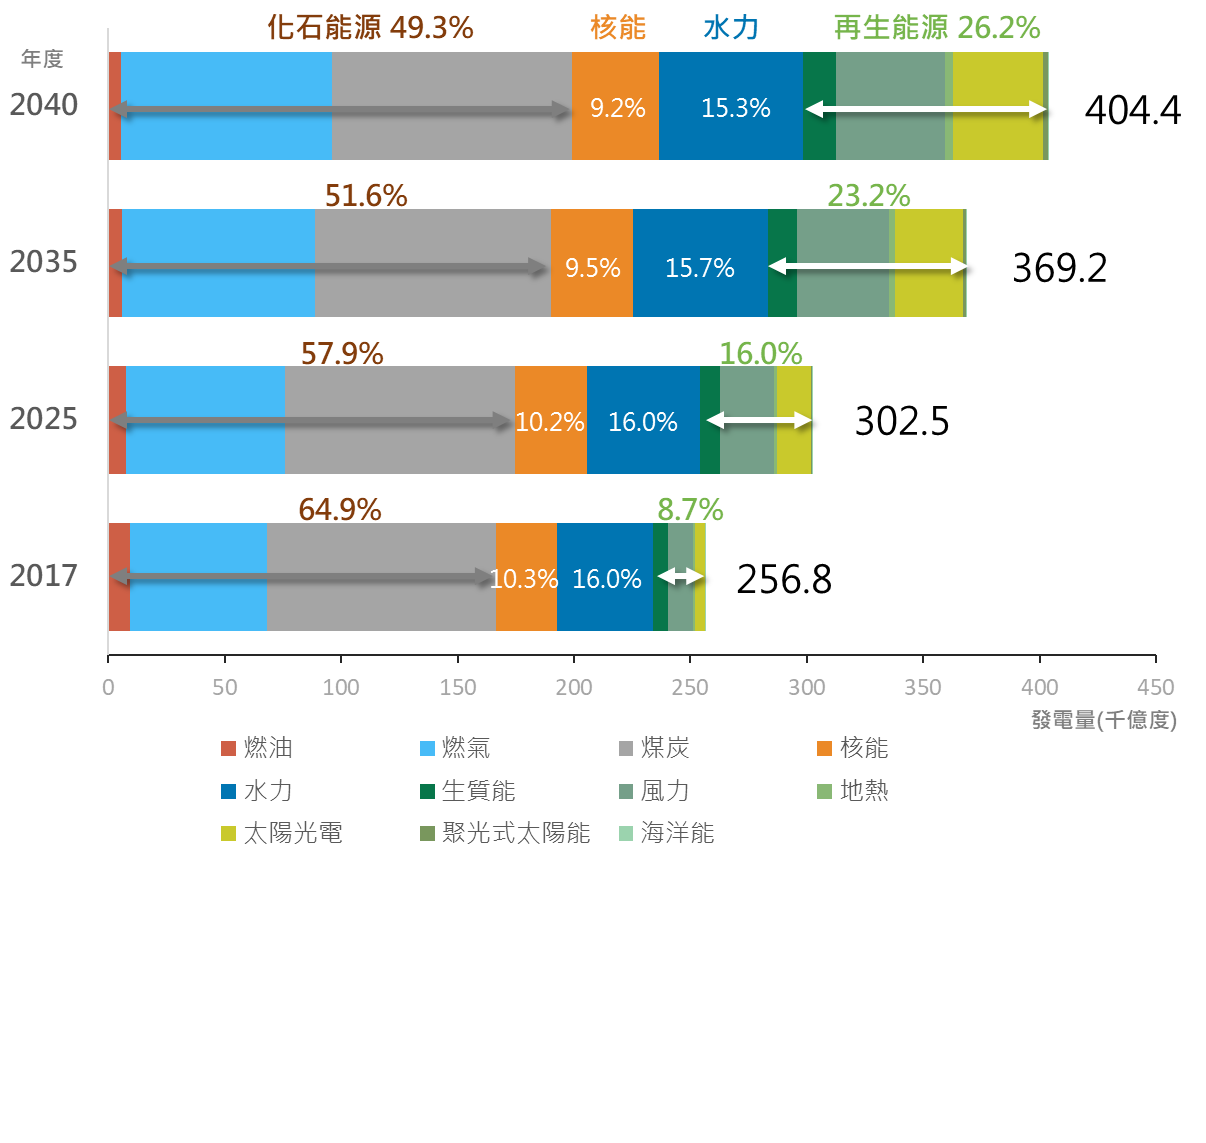 化石能源 49.3% 核能 水力 再生能源 26.2%
年度
2040 9.2% 15.3% 404.4
51.6% 23.2%
2035 9.5% 15.7% 369.2
57.9% 16.0%
2025 10.2% 16.0% 302.5
64.9% 8.7%
2017 10.3% 16.0% 256.8
0 50 100 150 200 250 300 350 400 450
發電量(千億度)
燃油 燃氣 煤炭 核能
水力 生質能 風力 地熱
太陽光電 聚光式太陽能 海洋能